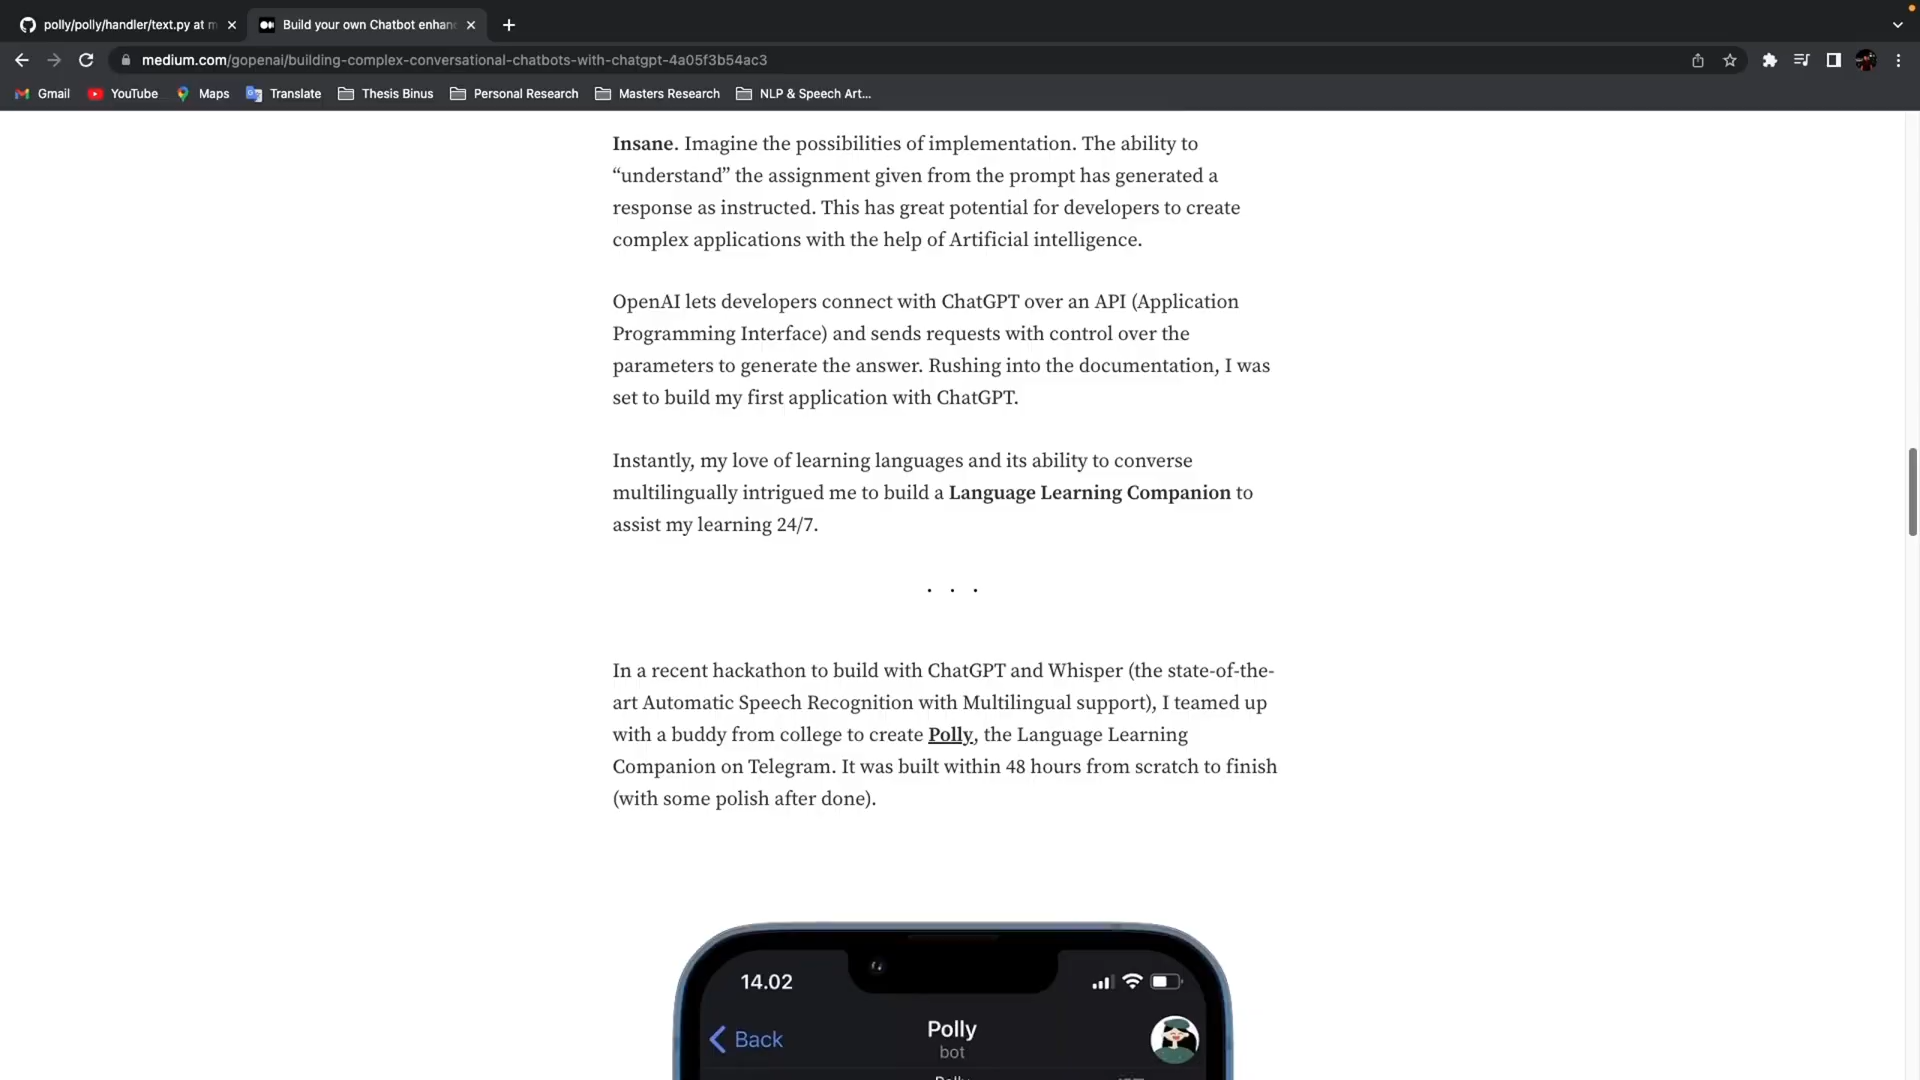 polly/polly/handler/text.py at m
Build your own Chatbot enhan
medium.com/gopenai/building-complex-conversational-chatbots-with-chatgpt-4a05f3b54ac3
Gmail
YouTube
Maps
Translate
Thesis Binus
Personal Research
Masters Research
NLP & Speech Art...
Insane. Imagine the possibilities of implementation. The ability to
“understand” the assignment given from the prompt has generated a
response as instructed. This has great potential for developers to create
complex applications with the help of Artificial intelligence.
OpenAI lets developers connect with ChatGPT over an API (Application
Programming Interface) and sends requests with control over the
parameters to generate the answer. Rushing into the documentation, I was
set to build my first application with ChatGPT.
Instantly, my love of learning languages and its ability to converse
multilingually intrigued me to build a Language Learning Companion to
assist my learning 24/7.
. . .
In a recent hackathon to build with ChatGPT and Whisper (the state-of-the-
art Automatic Speech Recognition with Multilingual support), I teamed up
with a buddy from college to create Polly, the Language Learning
Companion on Telegram. It was built within 48 hours from scratch to finish
(with some polish after done).
14.02
Back
Polly
bot